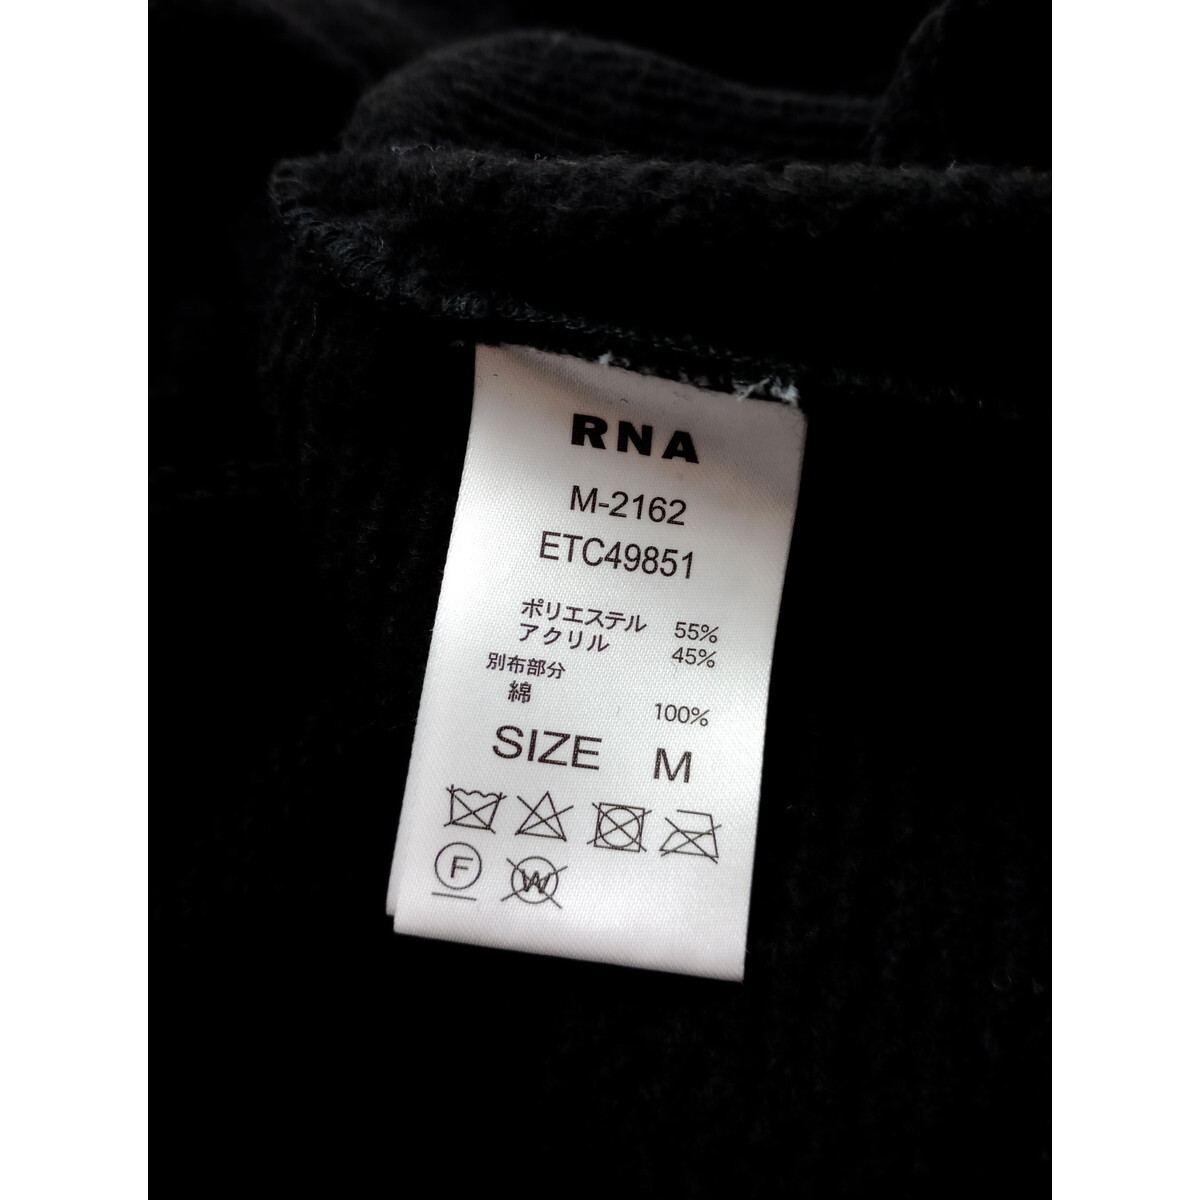 RNA
M-2162
ETC49851
ポリエステル 55%
アクリル 45%
別布部分
綿 100%
SIZE M
F W